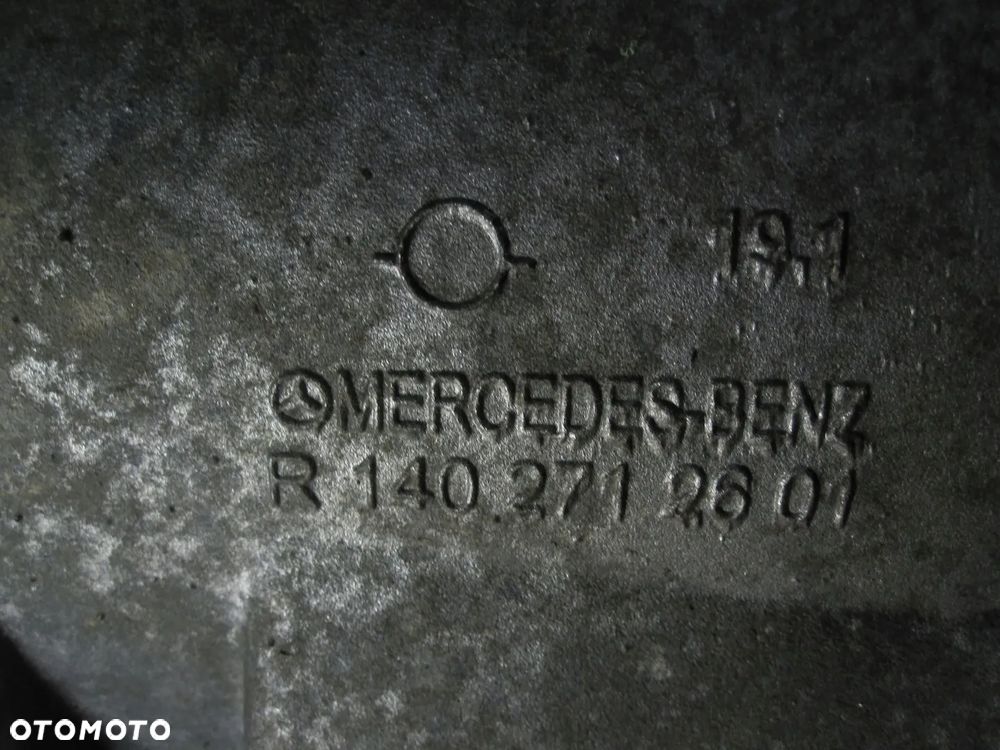 19.1
MERCEDES-BENZ
R 140 271 26 01
OTOMOTO